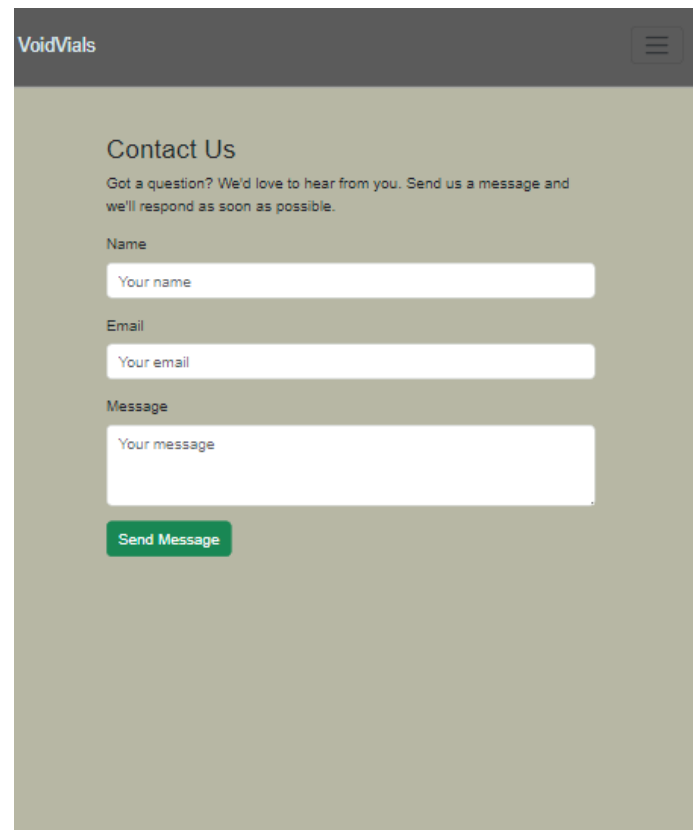 VoidVials
Contact Us
Got a question? We'd love to hear from you. Send us a message and
we'll respond as soon as possible.
Name
Your name
Email
Your email
Message
Your message
Send Message